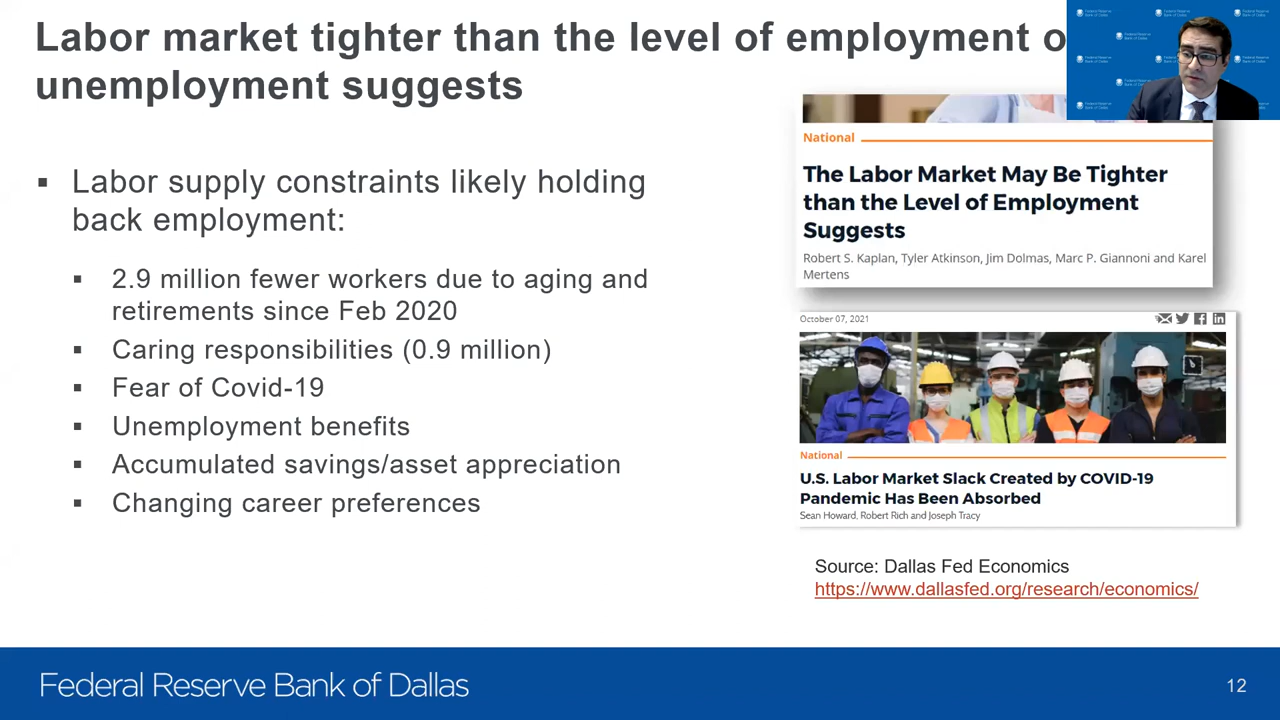 Labor market tighter than the level of employment o
unemployment suggests
▪ Labor supply constraints likely holding
back employment:
▪ 2.9 million fewer workers due to aging and
retirements since Feb 2020
▪ Caring responsibilities (0.9 million)
▪ Fear of Covid-19
▪ Unemployment benefits
▪ Accumulated savings/asset appreciation
▪ Changing career preferences
National
The Labor Market May Be Tighter
than the Level of Employment
Suggests
Robert S. Kaplan, Tyler Atkinson, Jim Dolmas, Marc P. Giannoni and Karel
Mertens
October 07, 2021
National
U.S. Labor Market Slack Created by COVID-19
Pandemic Has Been Absorbed
Sean Howard, Robert Rich and Joseph Tracy
Source: Dallas Fed Economics
https://www.dallasfed.org/research/economics/
Federal Reserve Bank of Dallas
12